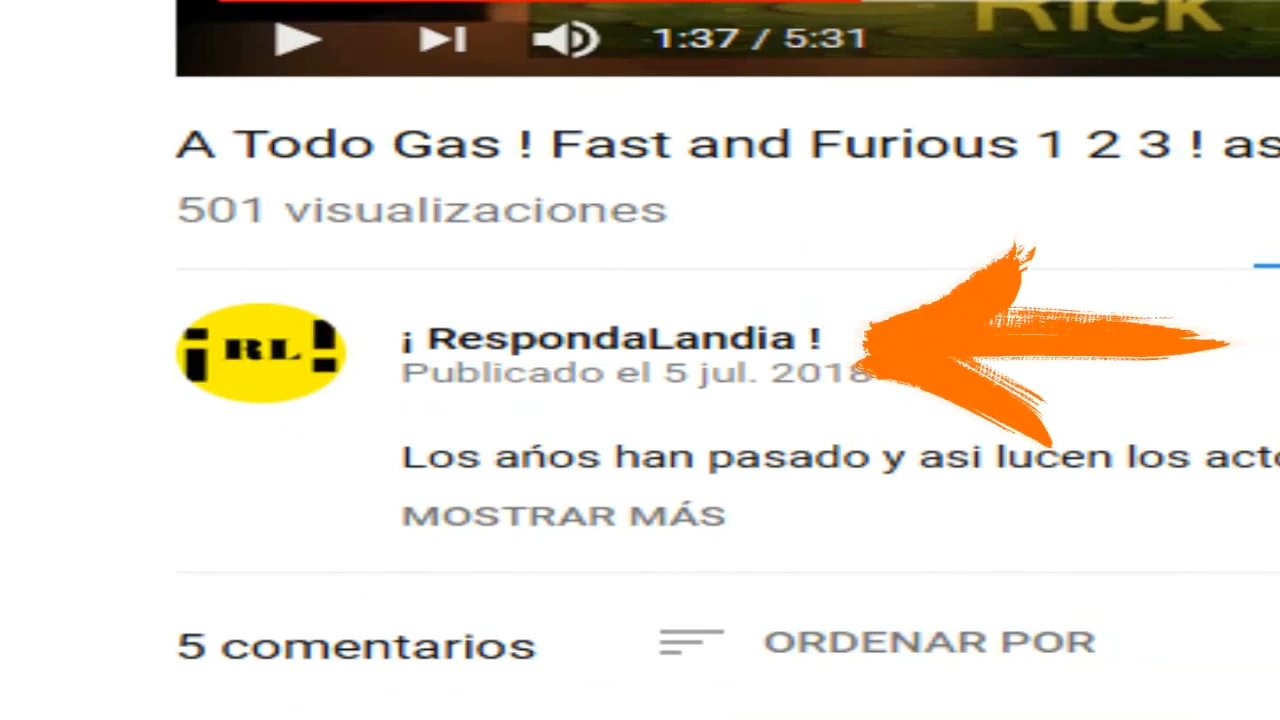 Rick
1:37 / 5:31
A Todo Gas ! Fast and Furious 1 2 3 ! as
501 visualizaciones
¡ RL !
¡ RespondaLandia !
Publicado el 5 jul. 2018
Los años han pasado y asi lucen los acto
MOSTRAR MÁS
5 comentarios
ORDENAR POR